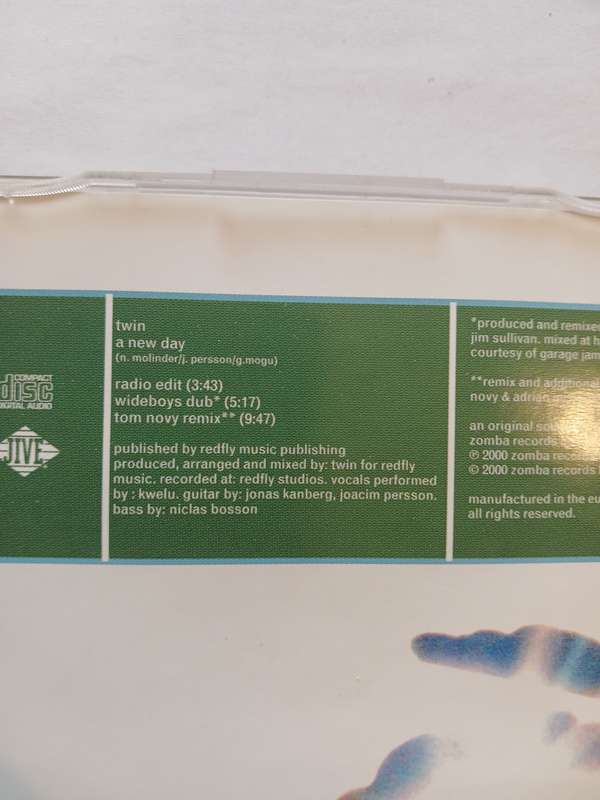 COMPACT
disc
DIGITAL AUDIO
JIVE
twin
a new day
(n. molinder/j. persson/g.mogu)
radio edit (3:43)
wideboys dub* (5:17)
tom novy remix** (9:47)
published by redfly music publishing
produced, arranged and mixed by: twin for redfly
music. recorded at: redfly studios. vocals performed
by : kwelu. guitar by: jonas kanberg, joacim persson.
bass by: niclas bosson
*produced and remixed
jim sullivan. mixed at
courtesy of garage jam
**remix and additional
novy & adrian
an original
zomba records
℗ 2000 zomba
© 2000 zomba records
manufactured in the eu
all rights reserved.